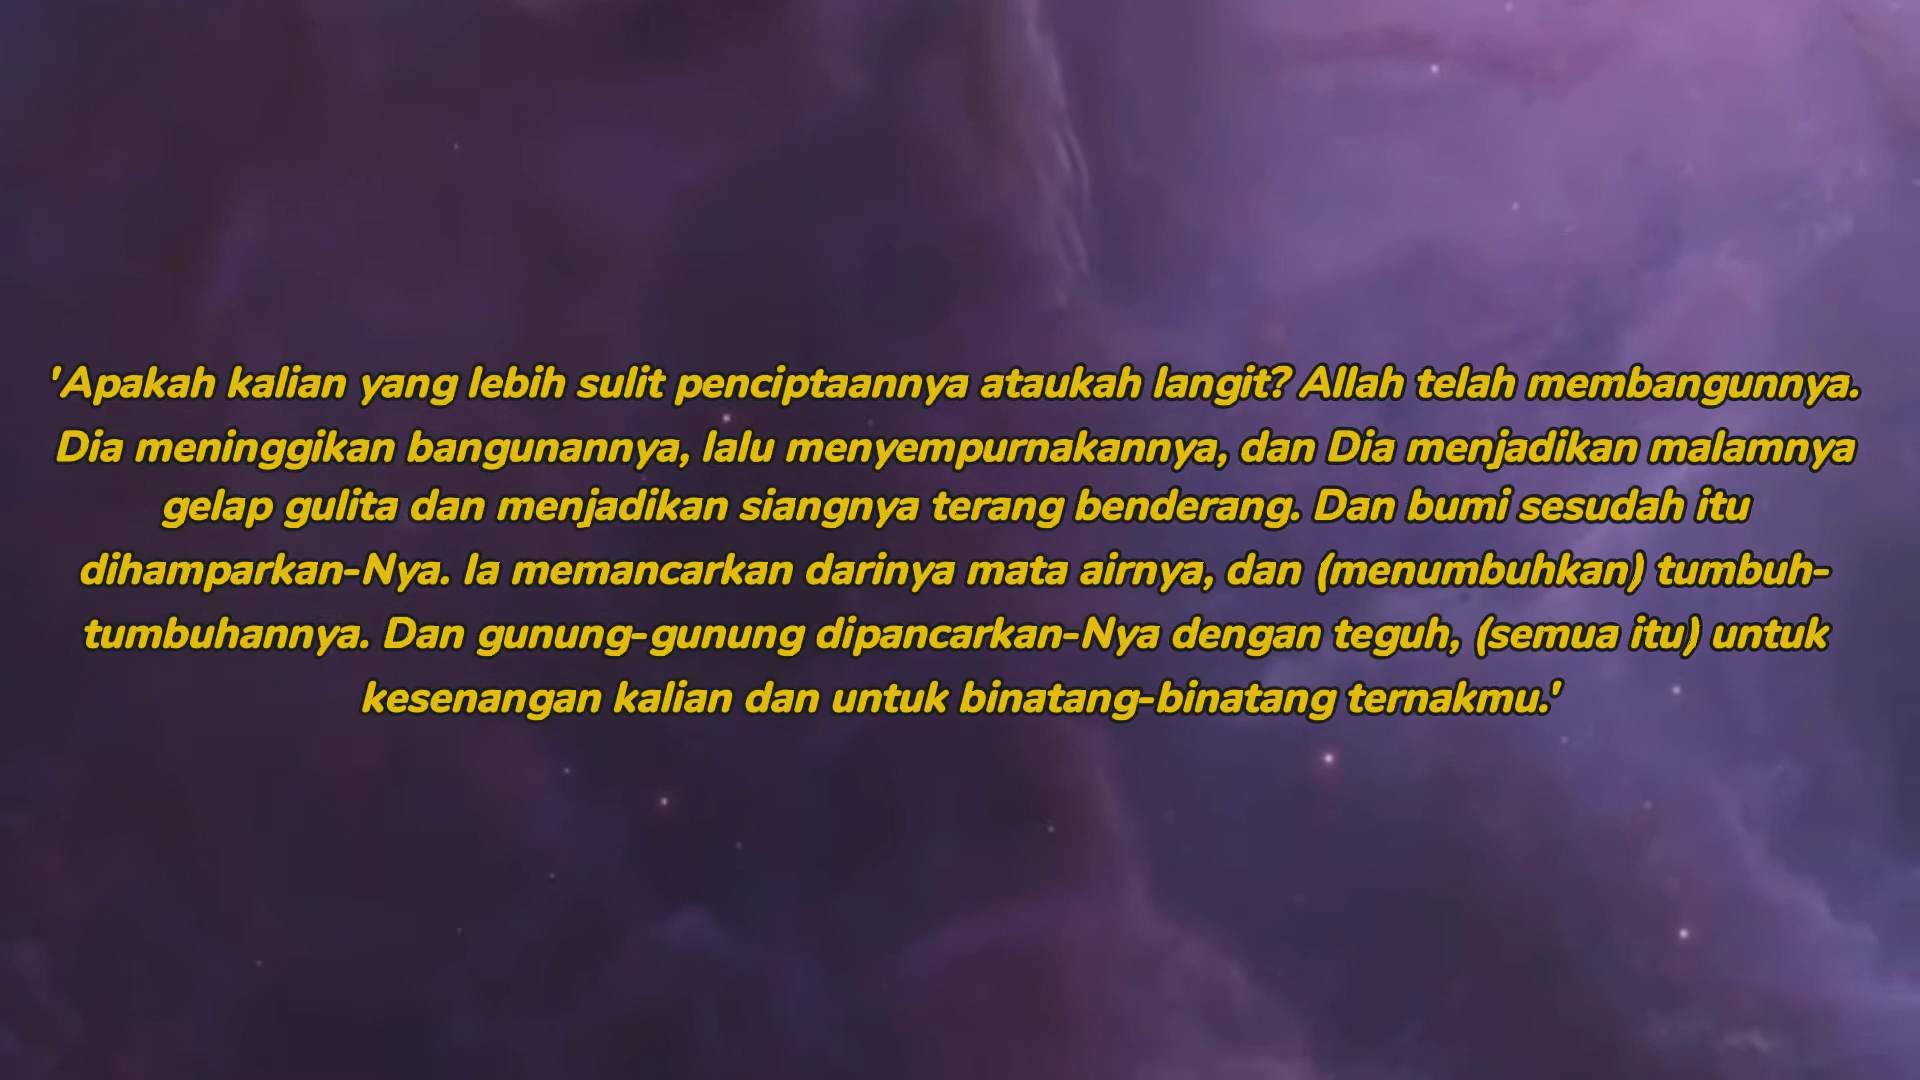 'Apakah kalian yang lebih sulit penciptaannya ataukah langit? Allah telah membangunnya.
Dia meninggikan bangunannya, lalu menyempurnakannya, dan Dia menjadikan malamnya
gelap gulita dan menjadikan siangnya terang benderang. Dan bumi sesudah itu
dihamparkan-Nya. Ia memancarkan darinya mata airnya, dan (menumbuhkan) tumbuh-
tumbuhannya. Dan gunung-gunung dipancarkan-Nya dengan teguh, (semua itu) untuk
kesenangan kalian dan untuk binatang-binatang ternakmu.'